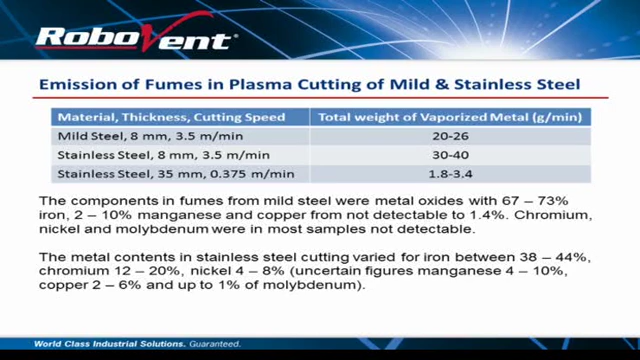 ROBOVENT®
Emission of Fumes in Plasma Cutting of Mild & Stainless Steel
Material, Thickness, Cutting Speed Total weight of Vaporized Metal (g/min)
Mild Steel, 8 mm, 3.5 m/min 20-26
Stainless Steel, 8 mm, 3.5 m/min 30-40
Stainless Steel, 35 mm, 0.375 m/min 1.8-3.4
The components in fumes from mild steel were metal oxides with 67 – 73%
iron, 2 – 10% manganese and copper from not detectable to 1.4%. Chromium,
nickel and molybdenum were in most samples not detectable.
The metal contents in stainless steel cutting varied for iron between 38 – 44%,
chromium 12 – 20%, nickel 4 – 8% (uncertain figures manganese 4 – 10%,
copper 2 – 6% and up to 1% of molybdenum).
World Class Industrial Solutions. Guaranteed.